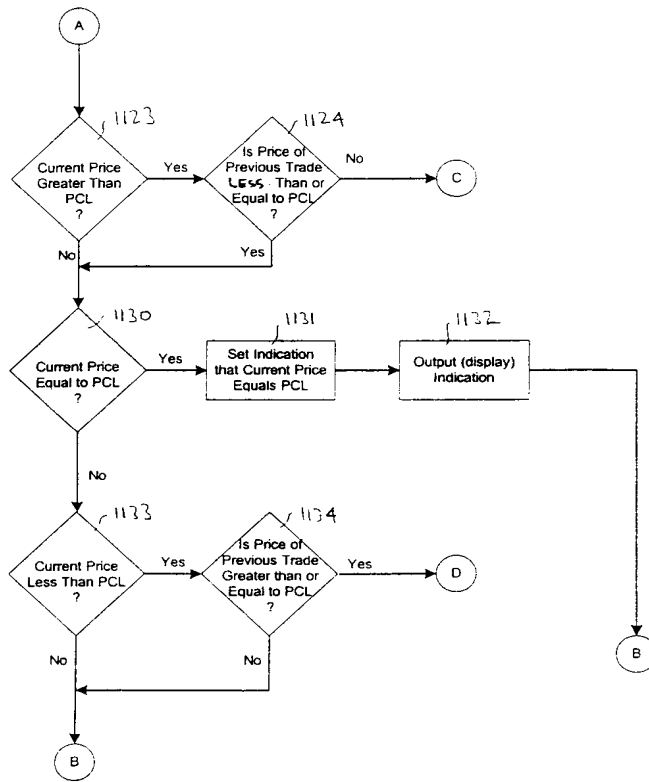 A
1123
1124
Current Price
Greater Than
PCL
?
Yes
Is Price of
Previous Trade
LESS Than or
Equal to PCL
?
No
C
No
Yes
1130
1131
1132
Current Price
Equal to PCL
?
Yes
Set Indication
that Current Price
Equals PCL
Output (display)
Indication
No
1133
1134
Current Price
Less Than PCL
?
Yes
Is Price of
Previous Trade
Greater than or
Equal to PCL
?
Yes
D
No
No
B
B